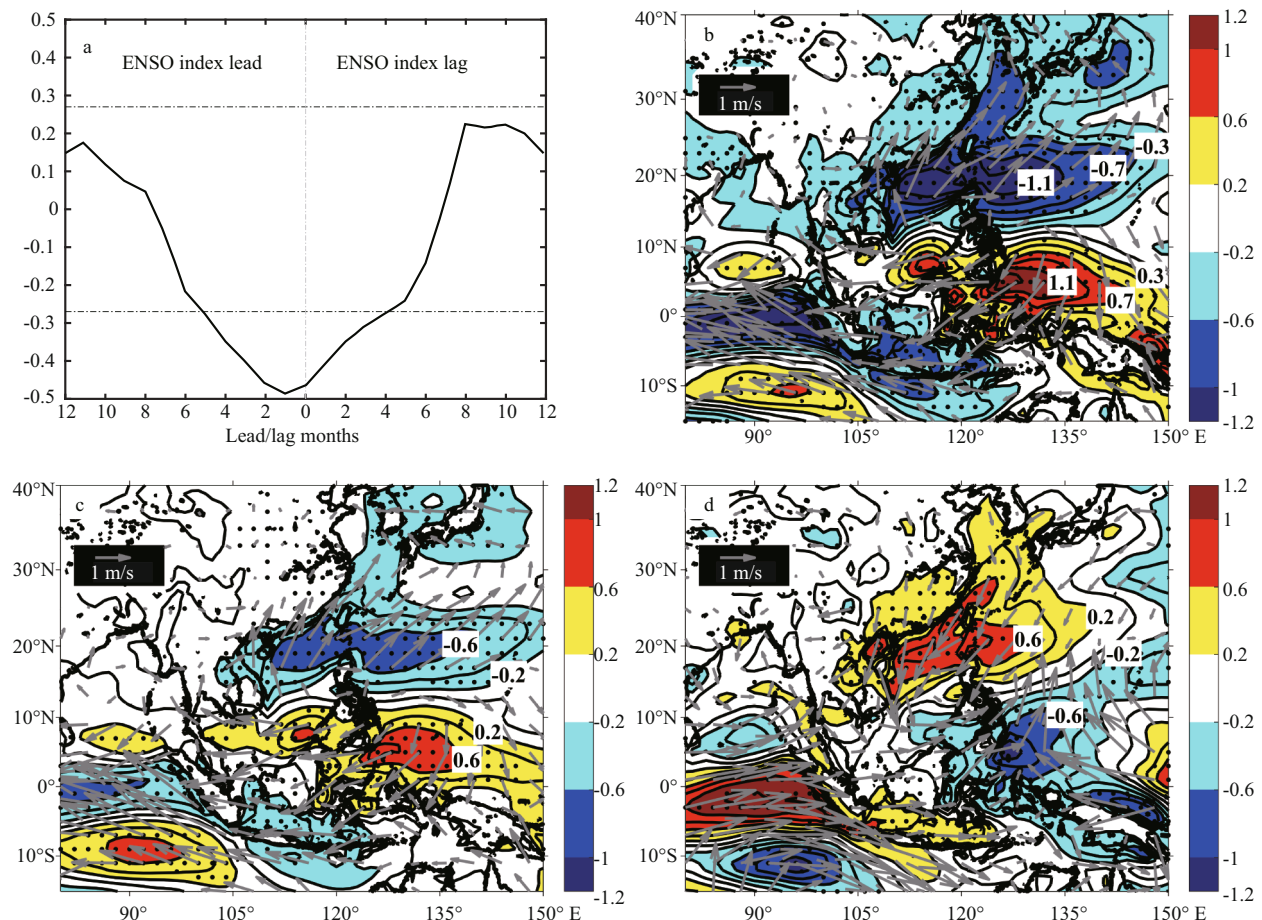 a
ENSO index lead
ENSO index lag
0.5
0.4
0.3
0.2
0.1
0
-0.1
-0.2
-0.3
-0.4
-0.5
12 10 8 6 4 2 0 2 4 6 8 10 12
Lead/lag months
b
1 m/s
40°N
30°N
20°N
10°N
0°
10°S
90° 105° 120° 135° 150° E
-0.3
-0.7
-1.1
0.3
0.7
1.1
1.2
1
0.6
0.2
-0.2
-0.6
-1
-1.2
c
1 m/s
40°N
30°N
20°N
10°N
0°
10°S
90° 105° 120° 135° 150° E
-0.6
-0.2
0.2
0.6
1.2
1
0.6
0.2
-0.2
-0.6
-1
-1.2
d
1 m/s
40°N
30°N
20°N
10°N
0°
10°S
90° 105° 120° 135° 150° E
0.2
0.6
-0.2
-0.6
1.2
1
0.6
0.2
-0.2
-0.6
-1
-1.2